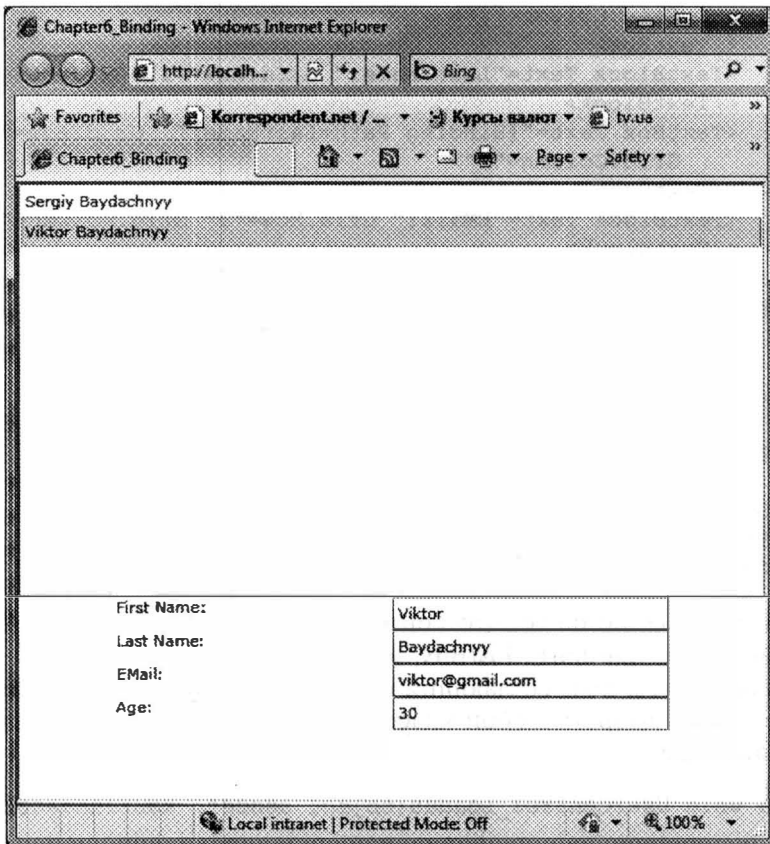 Chapter6_Binding - Windows Internet Explorer
http://localh... Bing
Favorites Korrespondent.net / ... Курсы валют tv.ua
Chapter6_Binding Page Safety
Sergiy Baydachnyy
Viktor Baydachnyy
First Name: Viktor
Last Name: Baydachnyy
EMail: viktor@gmail.com
Age: 30
Local intranet | Protected Mode: Off 100%